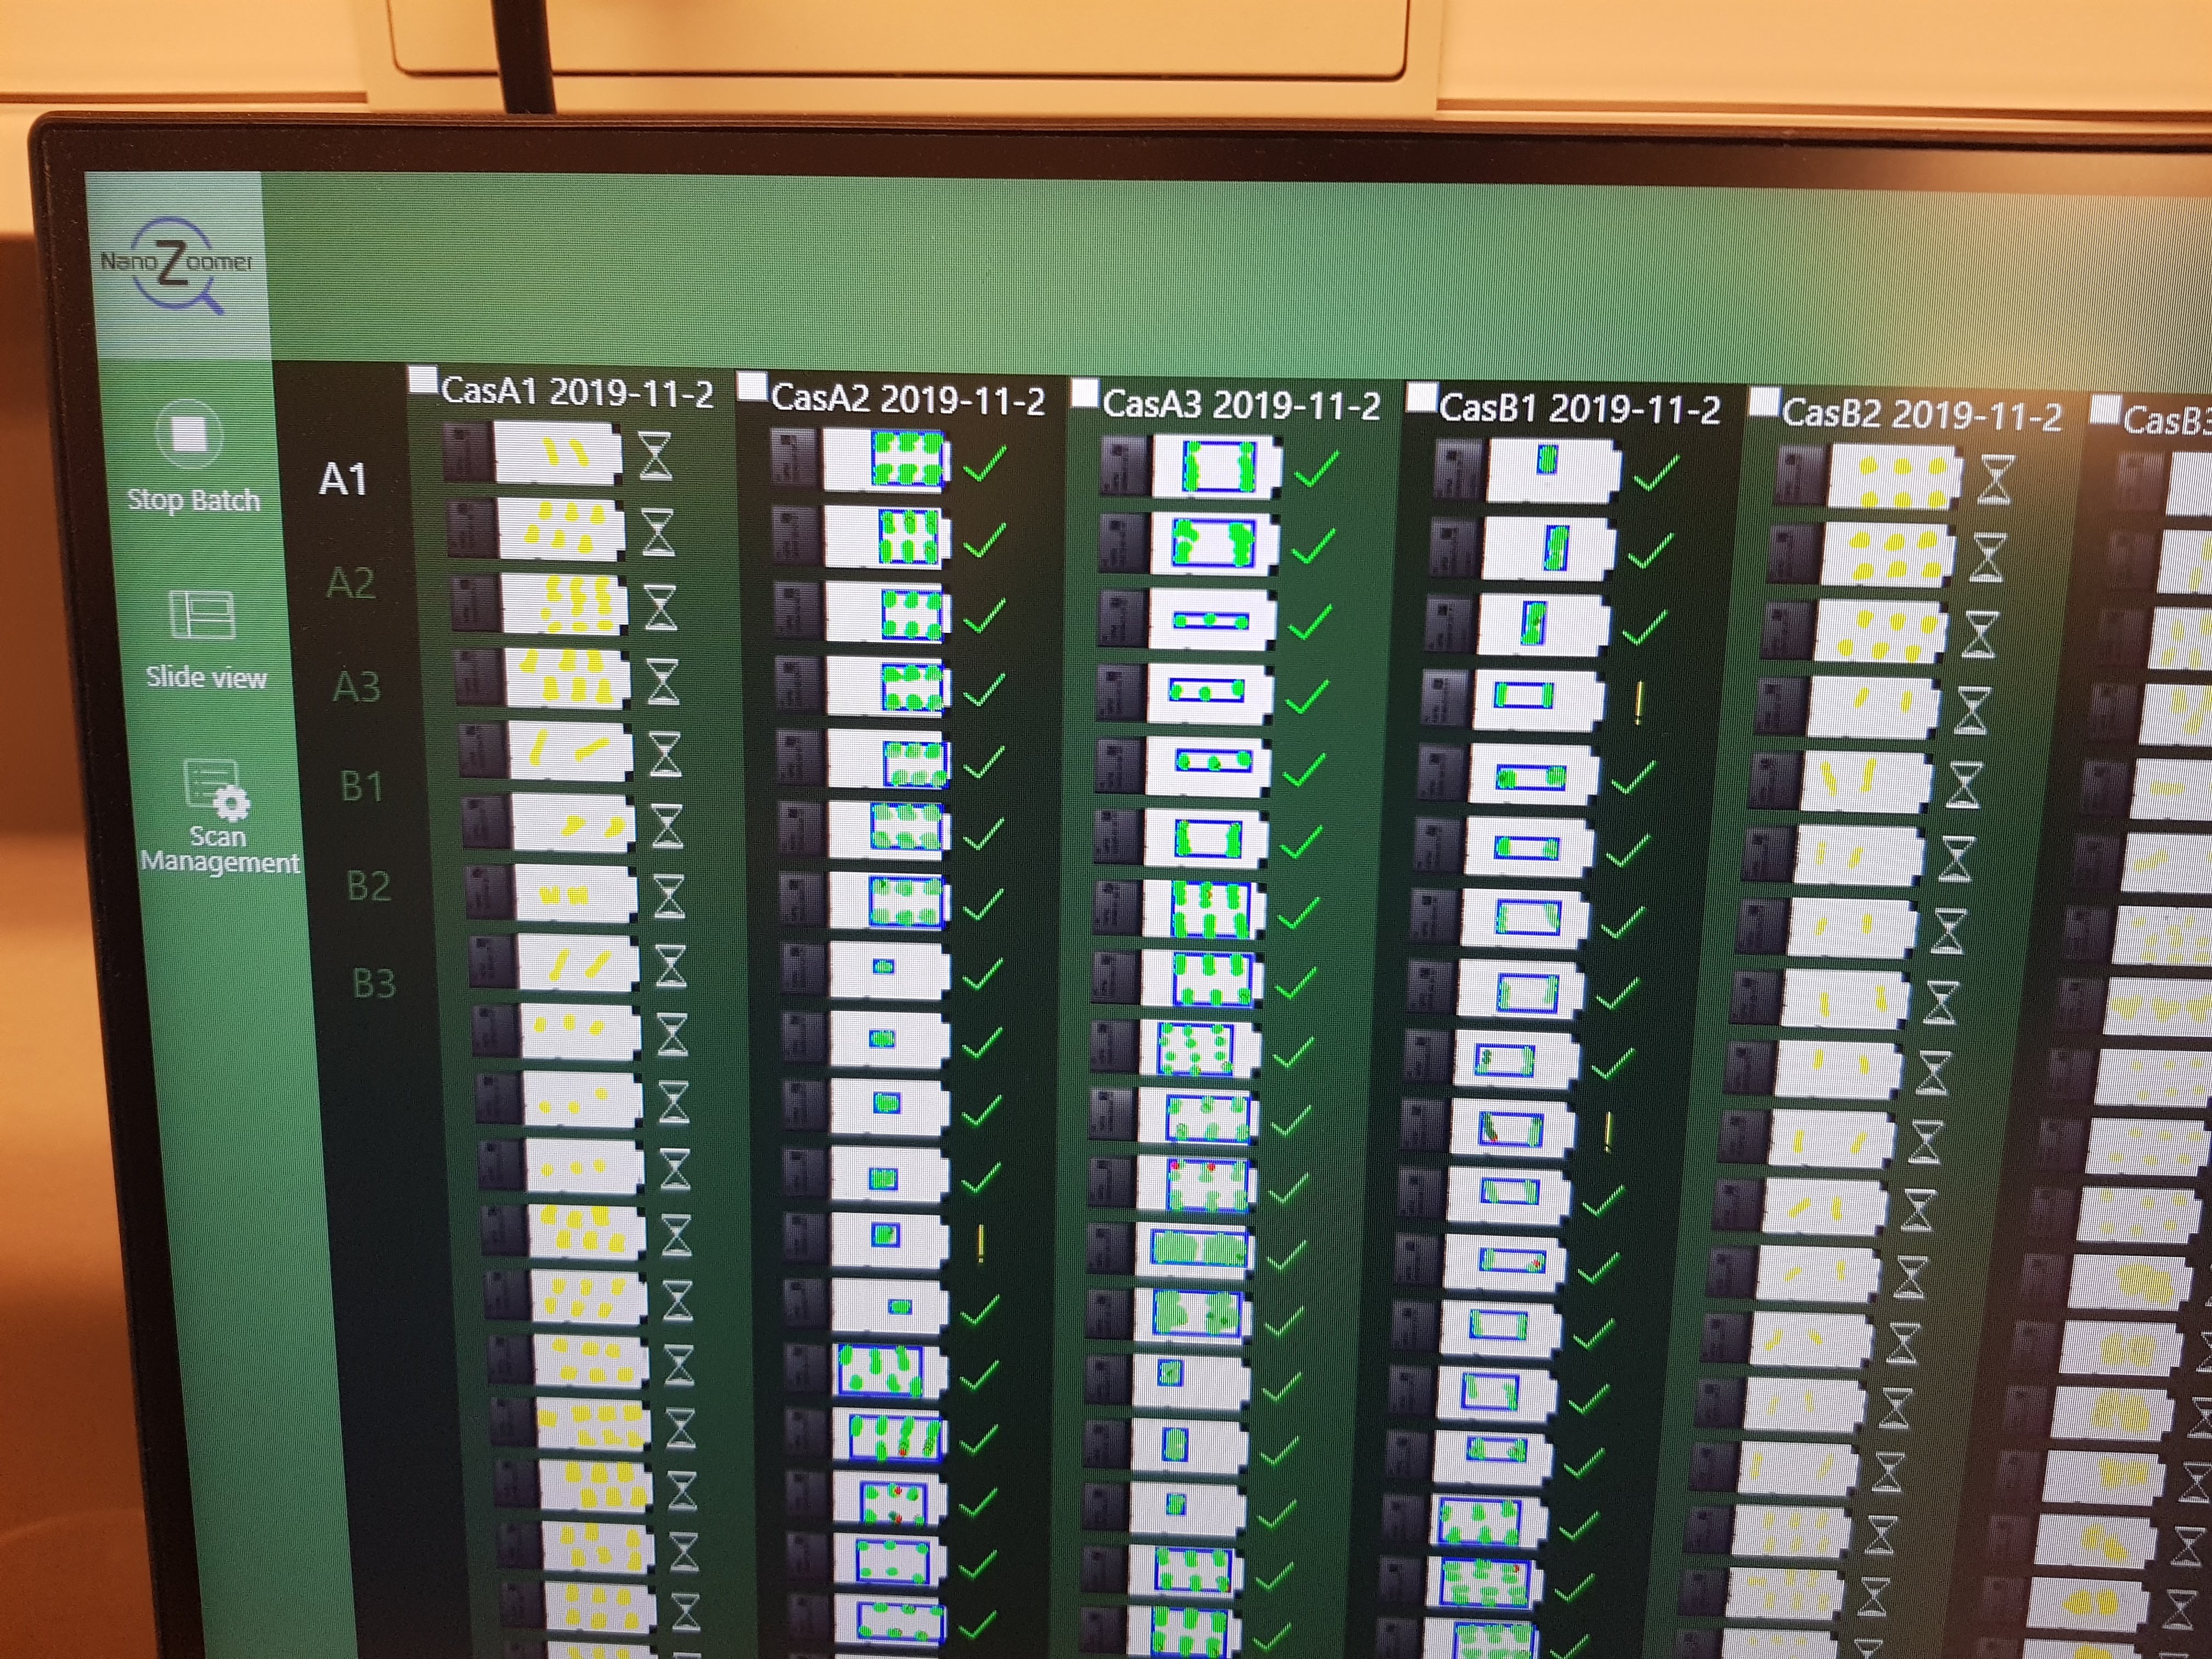 NanoZoomer
CasA1 2019-11-2
CasA2 2019-11-2
CasA3 2019-11-2
CasB1 2019-11-2
CasB2 2019-11-2
CasB3
Stop Batch
Slide view
Scan
Management
A1
A2
A3
B1
B2
B3